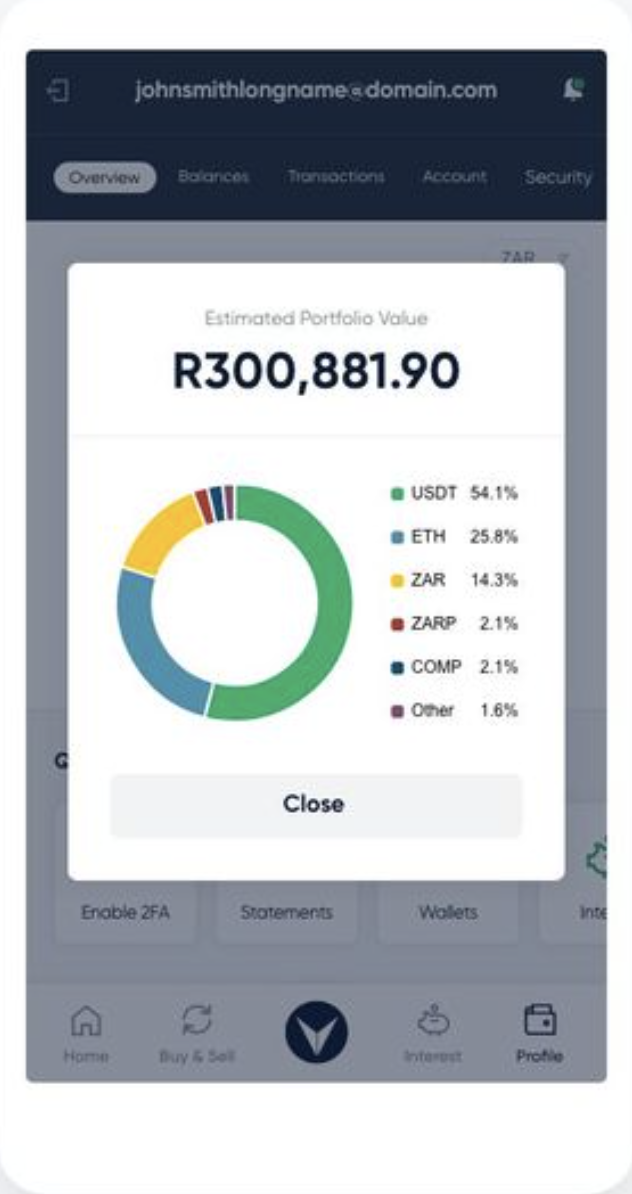 johnsmithlongname@domain.com
Overview Balances Transactions Account Security
ZAR
Estimated Portfolio Value
R300,881.90
USDT 54.1%
ETH 25.8%
ZAR 14.3%
ZARP 2.1%
COMP 2.1%
Other 1.6%
Close
Enable 2FA Statements Wallets
Home Buy & Sell Interest Profile